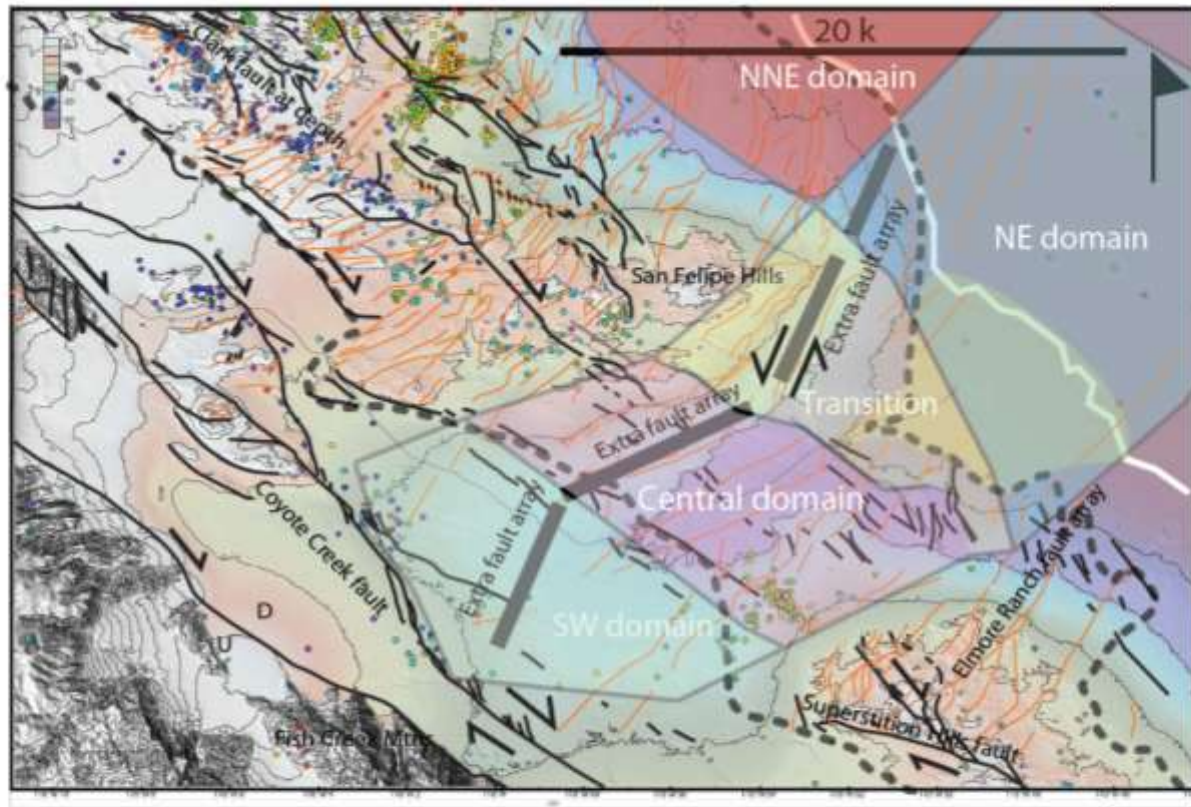 20 k
NNE domain
Clark fault at depth
NE domain
San Felipe Hills
Extra fault array
Transition
Extra fault array
Central domain
Extra fault array
Coyote Creek fault
SW domain
Elmore Ranch fault array
D
U
Superstition Hills fault
Fish Creek Mtns